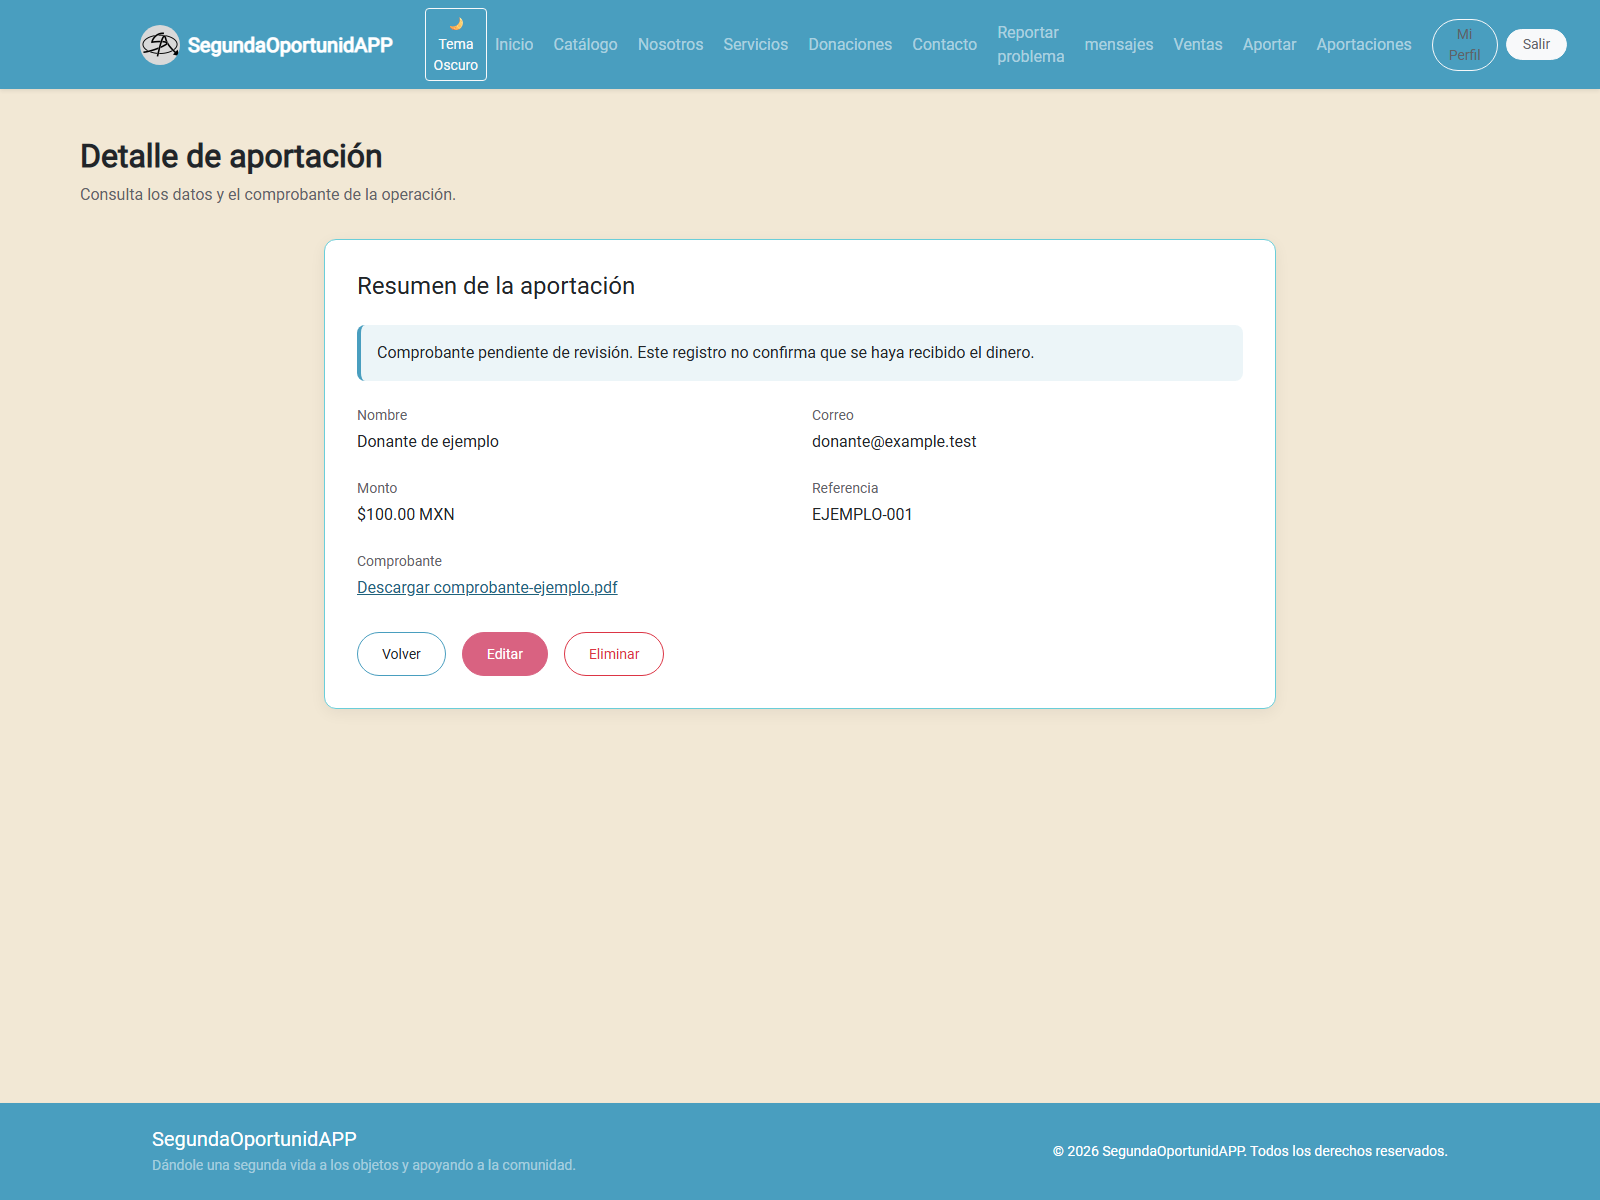 SegundaOportunidAPP
🌙
Tema
Oscuro
Inicio
Catálogo
Nosotros
Servicios
Donaciones
Contacto
Reportar
problema
mensajes
Ventas
Aportar
Aportaciones
Mi
Perfil
Salir
Detalle de aportación
Consulta los datos y el comprobante de la operación.
Resumen de la aportación
Comprobante pendiente de revisión. Este registro no confirma que se haya recibido el dinero.
Nombre
Donante de ejemplo
Correo
donante@example.test
Monto
$100.00 MXN
Referencia
EJEMPLO-001
Comprobante
Descargar comprobante-ejemplo.pdf
Volver
Editar
Eliminar
SegundaOportunidAPP
Dándole una segunda vida a los objetos y apoyando a la comunidad.
© 2026 SegundaOportunidAPP. Todos los derechos reservados.